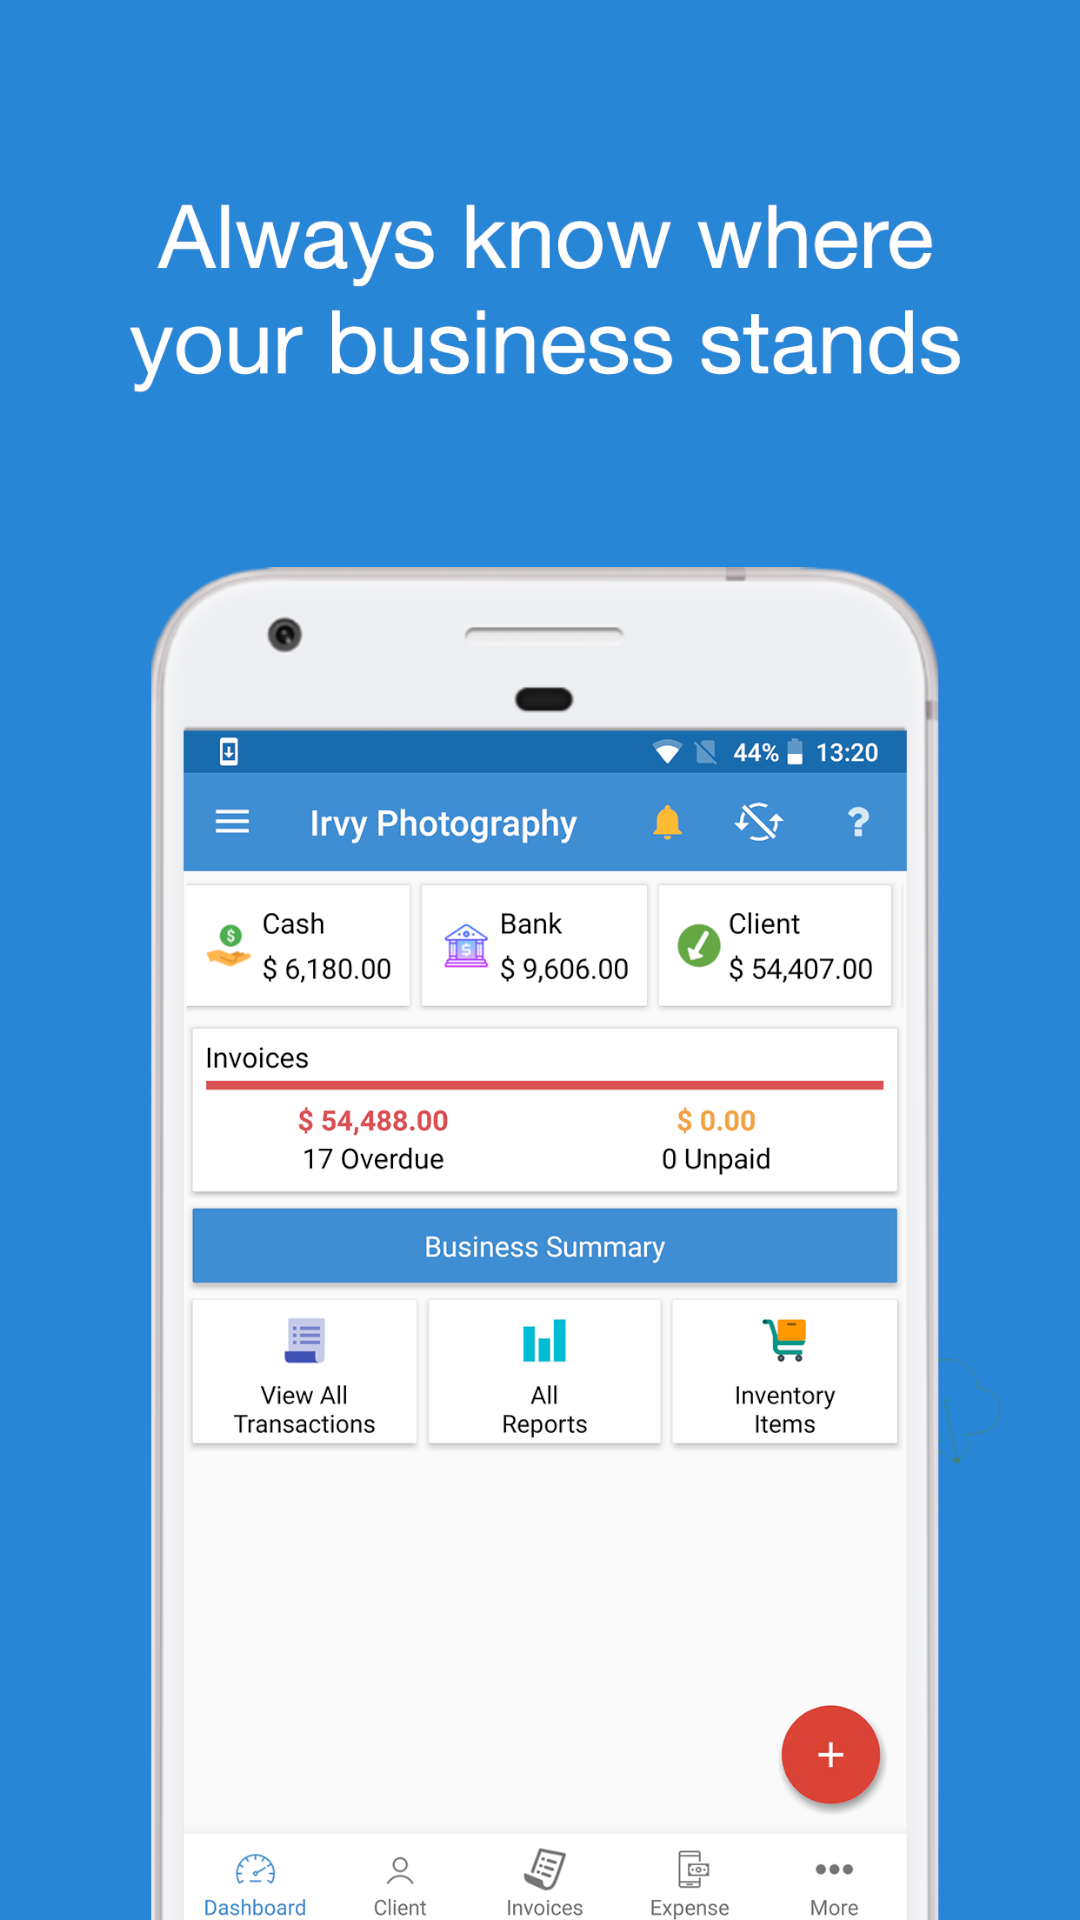 Always know where
your business stands
44% 13:20
Irvy Photography ?
Cash
$ 6,180.00
Bank
$ 9,606.00
Client
$ 54,407.00
Invoices
$ 54,488.00
17 Overdue
$ 0.00
0 Unpaid
Business Summary
View All
Transactions
All
Reports
Inventory
Items
+
Dashboard
Client
Invoices
Expense
More